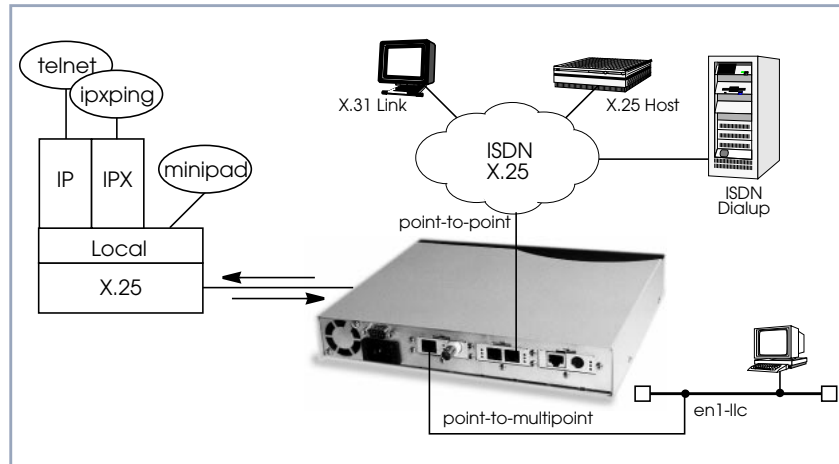 telnet
ipxping
minipad
IP
IPX
Local
X.25
X.31 Link
X.25 Host
ISDN
X.25
ISDN
Dialup
point-to-point
point-to-multipoint
en1-llc